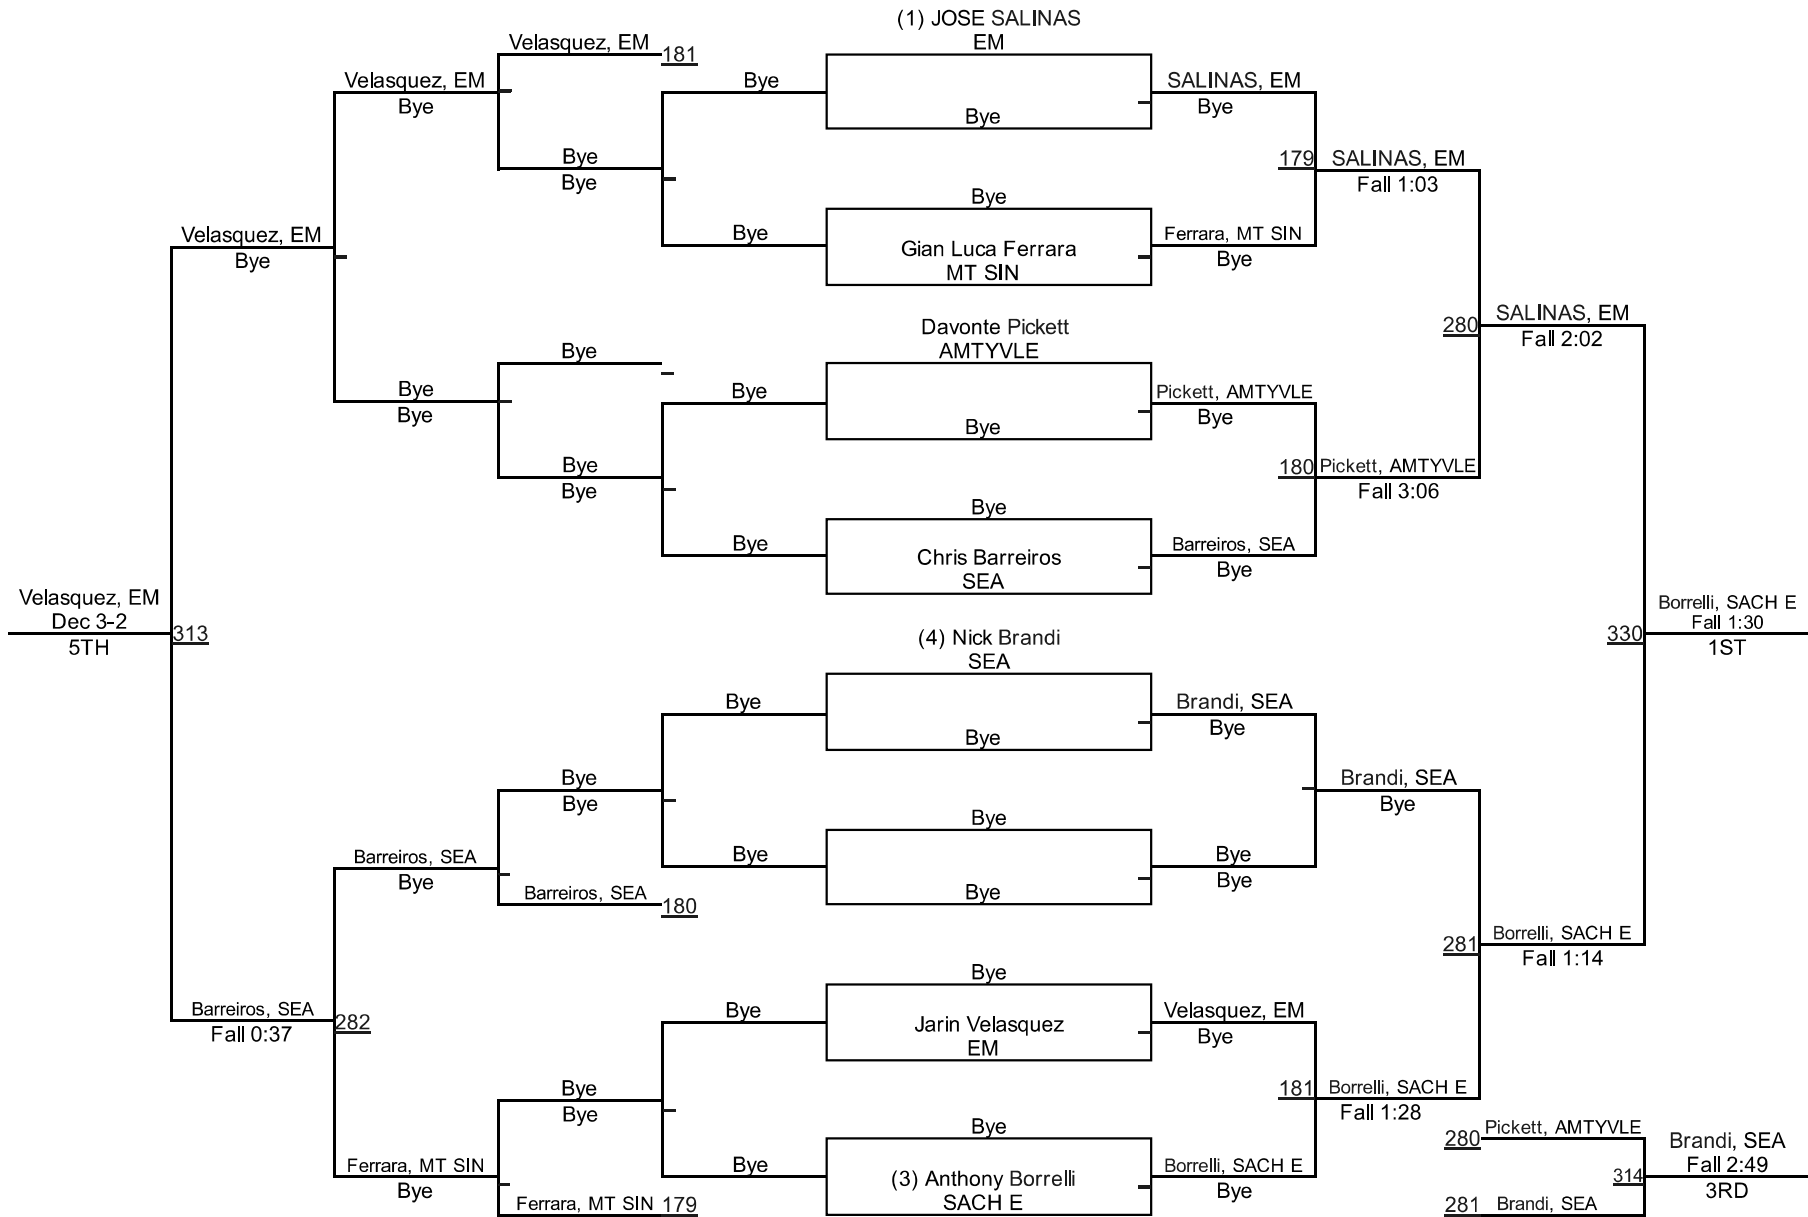 (1) JOSE SALINAS
EM
Velasquez, EM
181
Velasquez, EM
Bye
SALINAS, EM
Bye
Bye
Bye
Bye
179
SALINAS, EM
Bye
Fall 1:03
Bye
Velasquez, EM
Bye
Bye
Gian Luca Ferrara
MT SIN
Ferrara, MT SIN
Bye
SALINAS, EM
280
Fall 2:02
Davonte Pickett
AMTYVLE
Bye
Bye
Bye
Bye
Pickett, AMTYVLE
Bye
Bye
Bye
Bye
180
Pickett, AMTYVLE
Fall 3:06
Bye
Bye
Chris Barreiros
SEA
Barreiros, SEA
Bye
Velasquez, EM
Dec 3-2
5TH
313
Borrelli, SACH E
Fall 1:30
1ST
330
(4) Nick Brandi
SEA
Bye
Brandi, SEA
Bye
Bye
Bye
Bye
Brandi, SEA
Bye
Bye
Barreiros, SEA
Bye
Bye
Bye
Bye
Bye
Barreiros, SEA
180
Bye
281
Borrelli, SACH E
Fall 1:14
Bye
Barreiros, SEA
Fall 0:37
282
Bye
Jarin Velasquez
EM
Velasquez, EM
Bye
Bye
Bye
181
Borrelli, SACH E
Fall 1:28
Bye
280
Pickett, AMTYVLE
Ferrara, MT SIN
Bye
Bye
(3) Anthony Borrelli
SACH E
Borrelli, SACH E
Bye
Brandi, SEA
Fall 2:49
3RD
314
Ferrara, MT SIN
179
281
Brandi, SEA